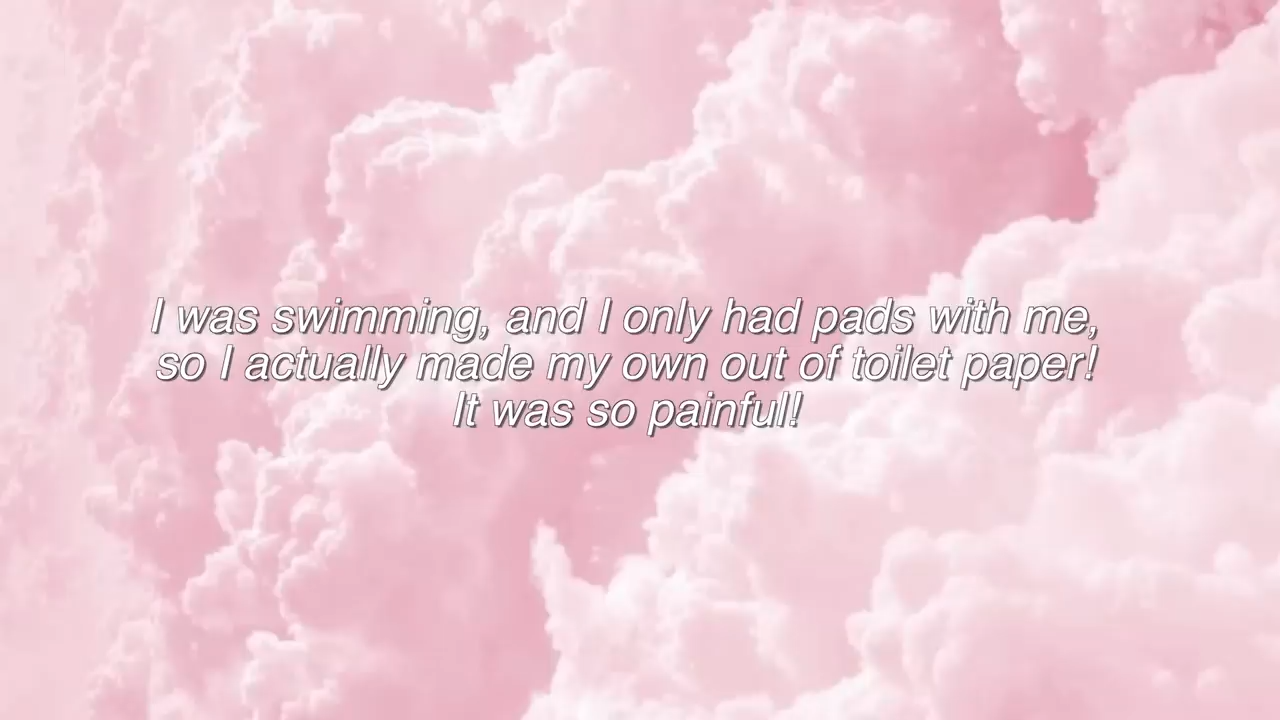 I was swimming, and I only had pads with me,
so I actually made my own out of toilet paper!
It was so painful!